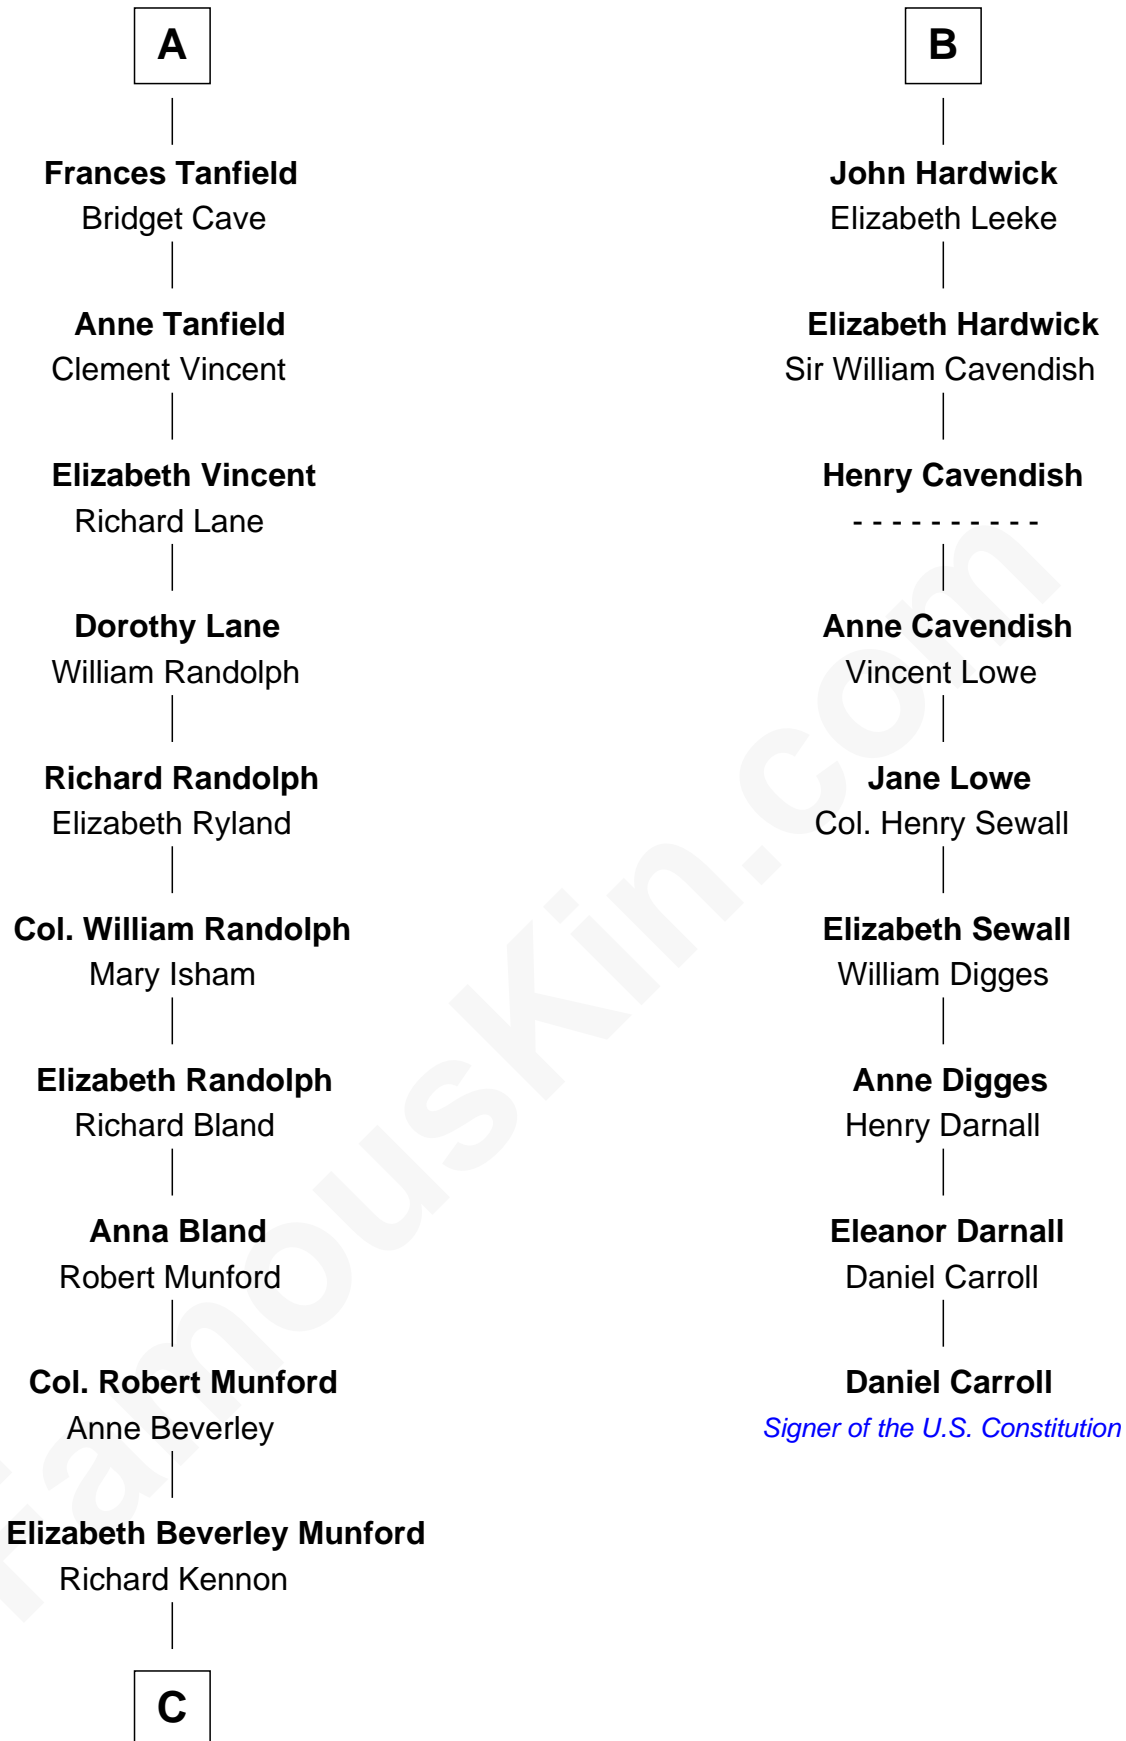 A
Frances Tanfield
Bridget Cave
Anne Tanfield
Clement Vincent
Elizabeth Vincent
Richard Lane
Dorothy Lane
William Randolph
Richard Randolph
Elizabeth Ryland
Col. William Randolph
Mary Isham
Elizabeth Randolph
Richard Bland
Anna Bland
Robert Munford
Col. Robert Munford
Anne Beverley
Elizabeth Beverley Munford
Richard Kennon
C
B
John Hardwick
Elizabeth Leeke
Elizabeth Hardwick
Sir William Cavendish
Henry Cavendish
- - - - - - - - - -
Anne Cavendish
Vincent Lowe
Jane Lowe
Col. Henry Sewall
Elizabeth Sewall
William Digges
Anne Digges
Henry Darnall
Eleanor Darnall
Daniel Carroll
Daniel Carroll
Signer of the U.S. Constitution
FamousKin.com